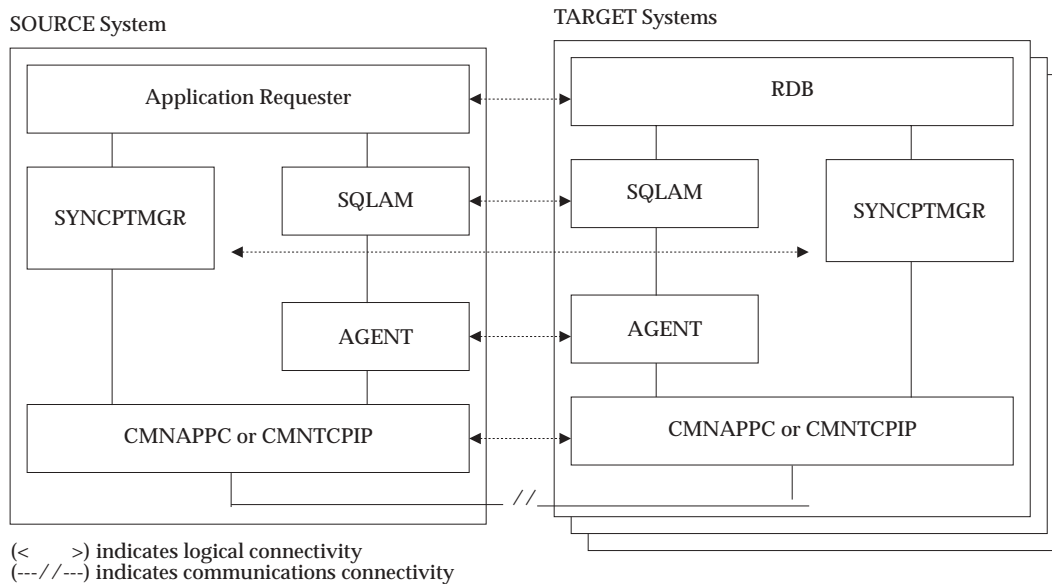 SOURCE System
TARGET Systems
Application Requester
RDB
SYNCPTMGR
SQLAM
SQLAM
SYNCPTMGR
AGENT
AGENT
CMNAPPC or CMNTCPIP
CMNAPPC or CMNTCPIP
//
(< >) indicates logical connectivity
(---//---) indicates communications connectivity